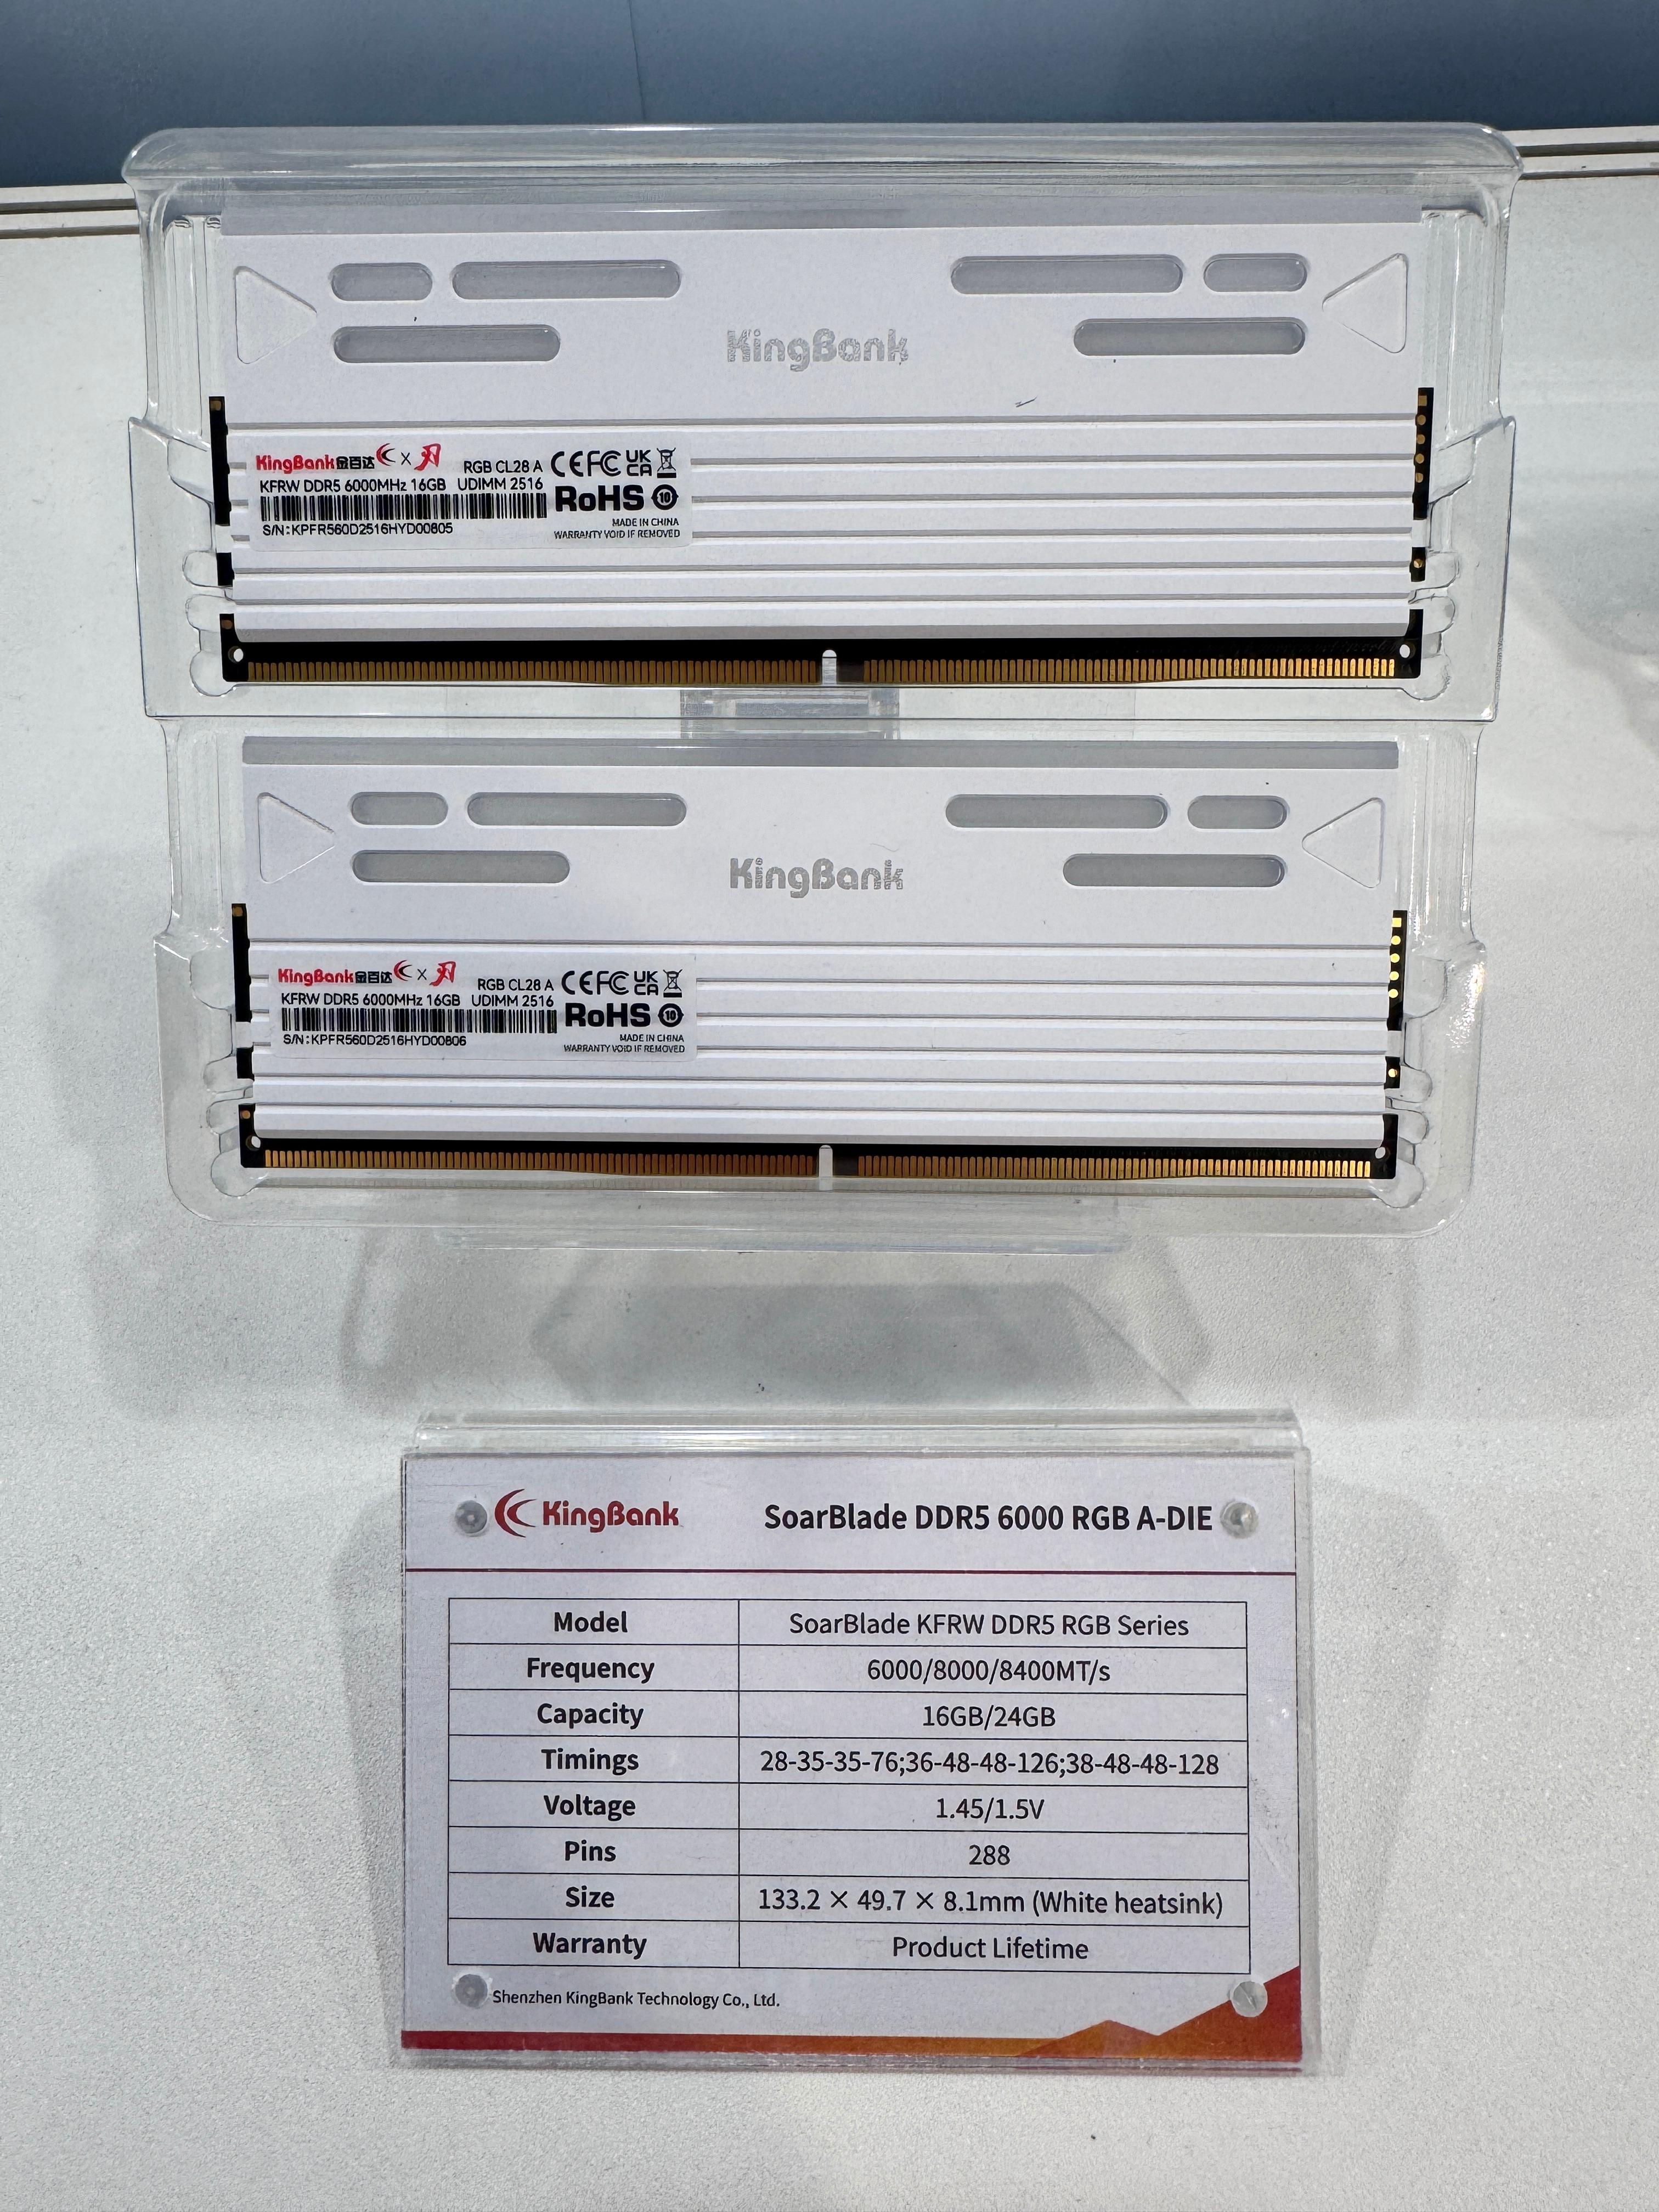 KingBank
KingBank金百达 X 刃 RGB CL28 A
KFRW DDR5 6000MHz 16GB UDIMM 2516
S/N:KPFR560D2516HYD00805
CE FC UK CA
RoHS 10
MADE IN CHINA
WARRANTY VOID IF REMOVED
KingBank
KingBank金百达 X 刃 RGB CL28 A
KFRW DDR5 6000MHz 16GB UDIMM 2516
S/N:KPFR560D2516HYD00806
CE FC UK CA
RoHS 10
MADE IN CHINA
WARRANTY VOID IF REMOVED
KingBank SoarBlade DDR5 6000 RGB A-DIE
Model SoarBlade KFRW DDR5 RGB Series
Frequency 6000/8000/8400MT/s
Capacity 16GB/24GB
Timings 28-35-35-76;36-48-48-126;38-48-48-128
Voltage 1.45/1.5V
Pins 288
Size 133.2 × 49.7 × 8.1mm (White heatsink)
Warranty Product Lifetime
Shenzhen KingBank Technology Co., Ltd.